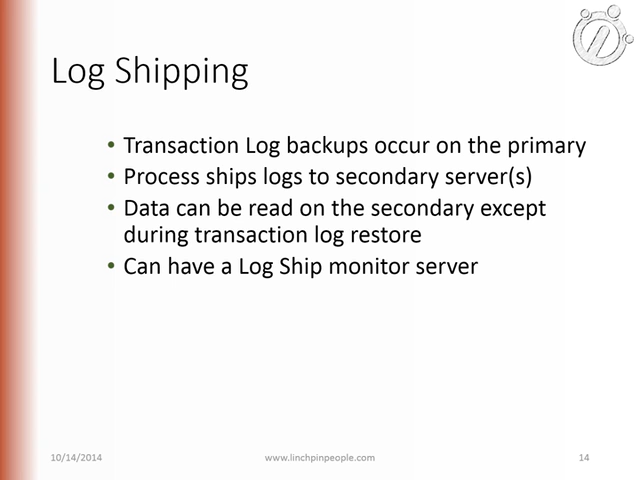 Log Shipping
• Transaction Log backups occur on the primary
• Process ships logs to secondary server(s)
• Data can be read on the secondary except
during transaction log restore
• Can have a Log Ship monitor server
10/14/2014
www.linchpinpeople.com
14